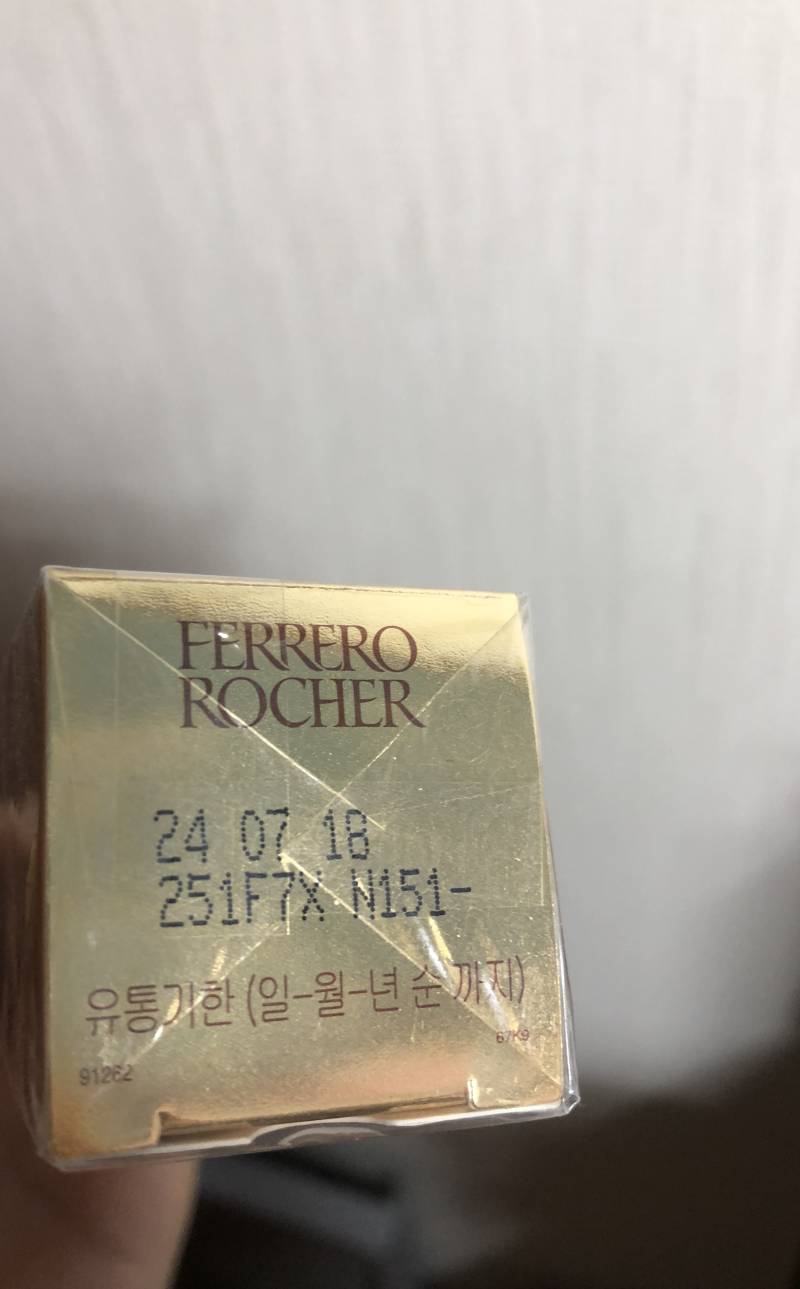 FERRERO
ROCHER
24 07 18
251F7X N151-
유통기한 (일-월-년 순 까지)
67K9
91262